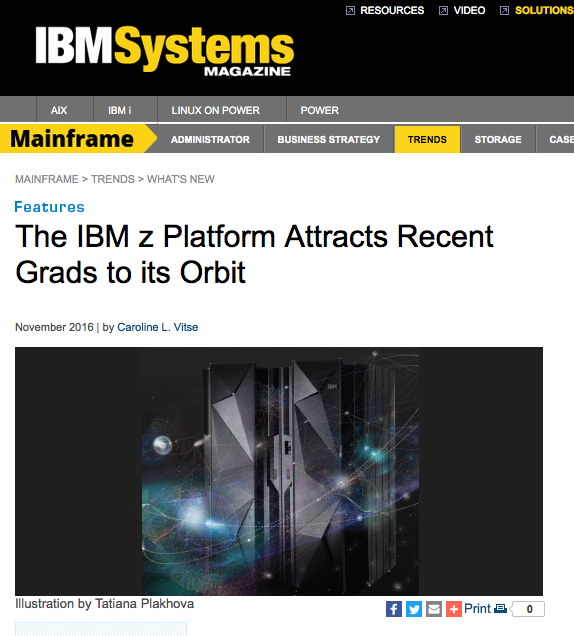 RESOURCES VIDEO SOLUTIONS
IBMSystems
MAGAZINE
AIX IBM i LINUX ON POWER POWER
Mainframe ADMINISTRATOR BUSINESS STRATEGY TRENDS STORAGE CASE
MAINFRAME > TRENDS > WHAT'S NEW
Features
The IBM z Platform Attracts Recent
Grads to its Orbit
November 2016 | by Caroline L. Vitse
IBM
Illustration by Tatiana Plakhova
Print 0